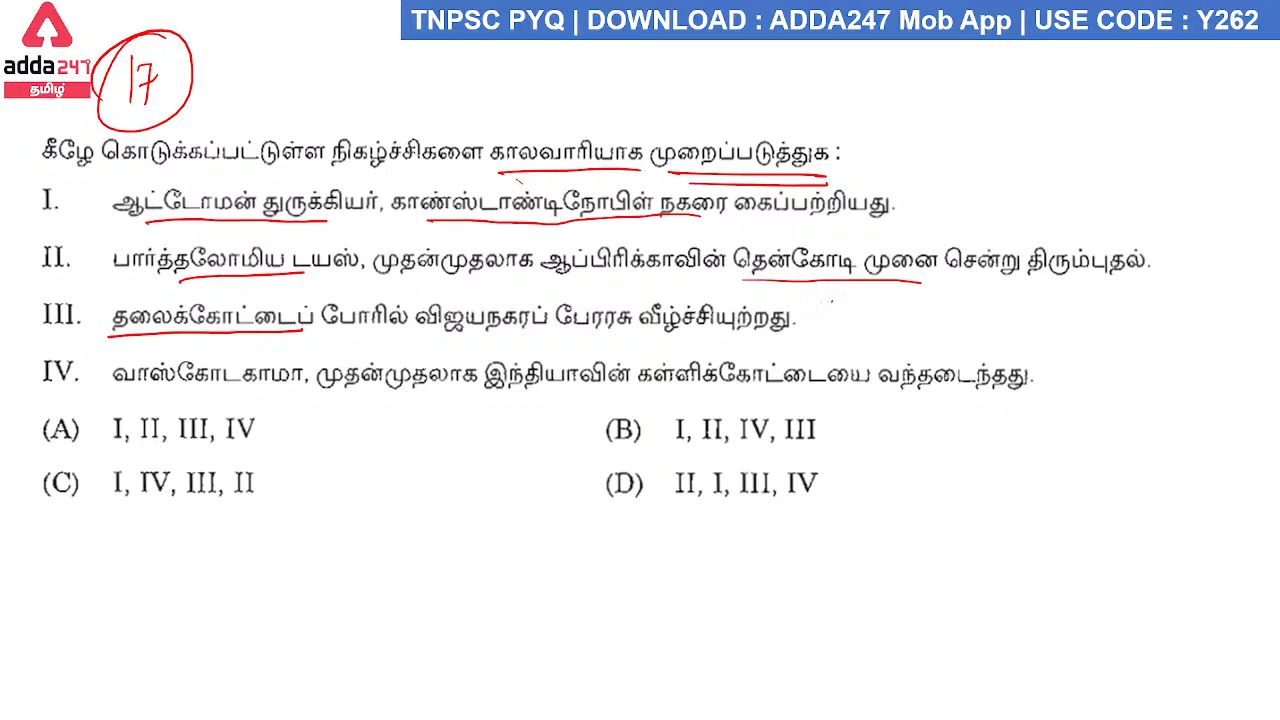 TNPSC PYQ | DOWNLOAD : ADDA247 Mob App | USE CODE : Y262
adda247
தமிழ்
17
கீழே கொடுக்கப்பட்டுள்ள நிகழ்ச்சிகளை காலவாரியாக முறைப்படுத்துக :
I. ஆட்டோமன் துருக்கியர், காண்ஸ்டாண்டிநோபிள் நகரை கைப்பற்றியது.
II. பார்த்தலோமிய டயஸ், முதன்முதலாக ஆப்பிரிக்காவின் தென்கோடி முனை சென்று திரும்புதல்.
III. தலைக்கோட்டைப் போரில் விஜயநகரப் பேரரசு வீழ்ச்சியுற்றது.
IV. வாஸ்கோடகாமா, முதன்முதலாக இந்தியாவின் கள்ளிக்கோட்டையை வந்தடைந்தது.
(A) I, II, III, IV (B) I, II, IV, III
(C) I, IV, III, II (D) II, I, III, IV